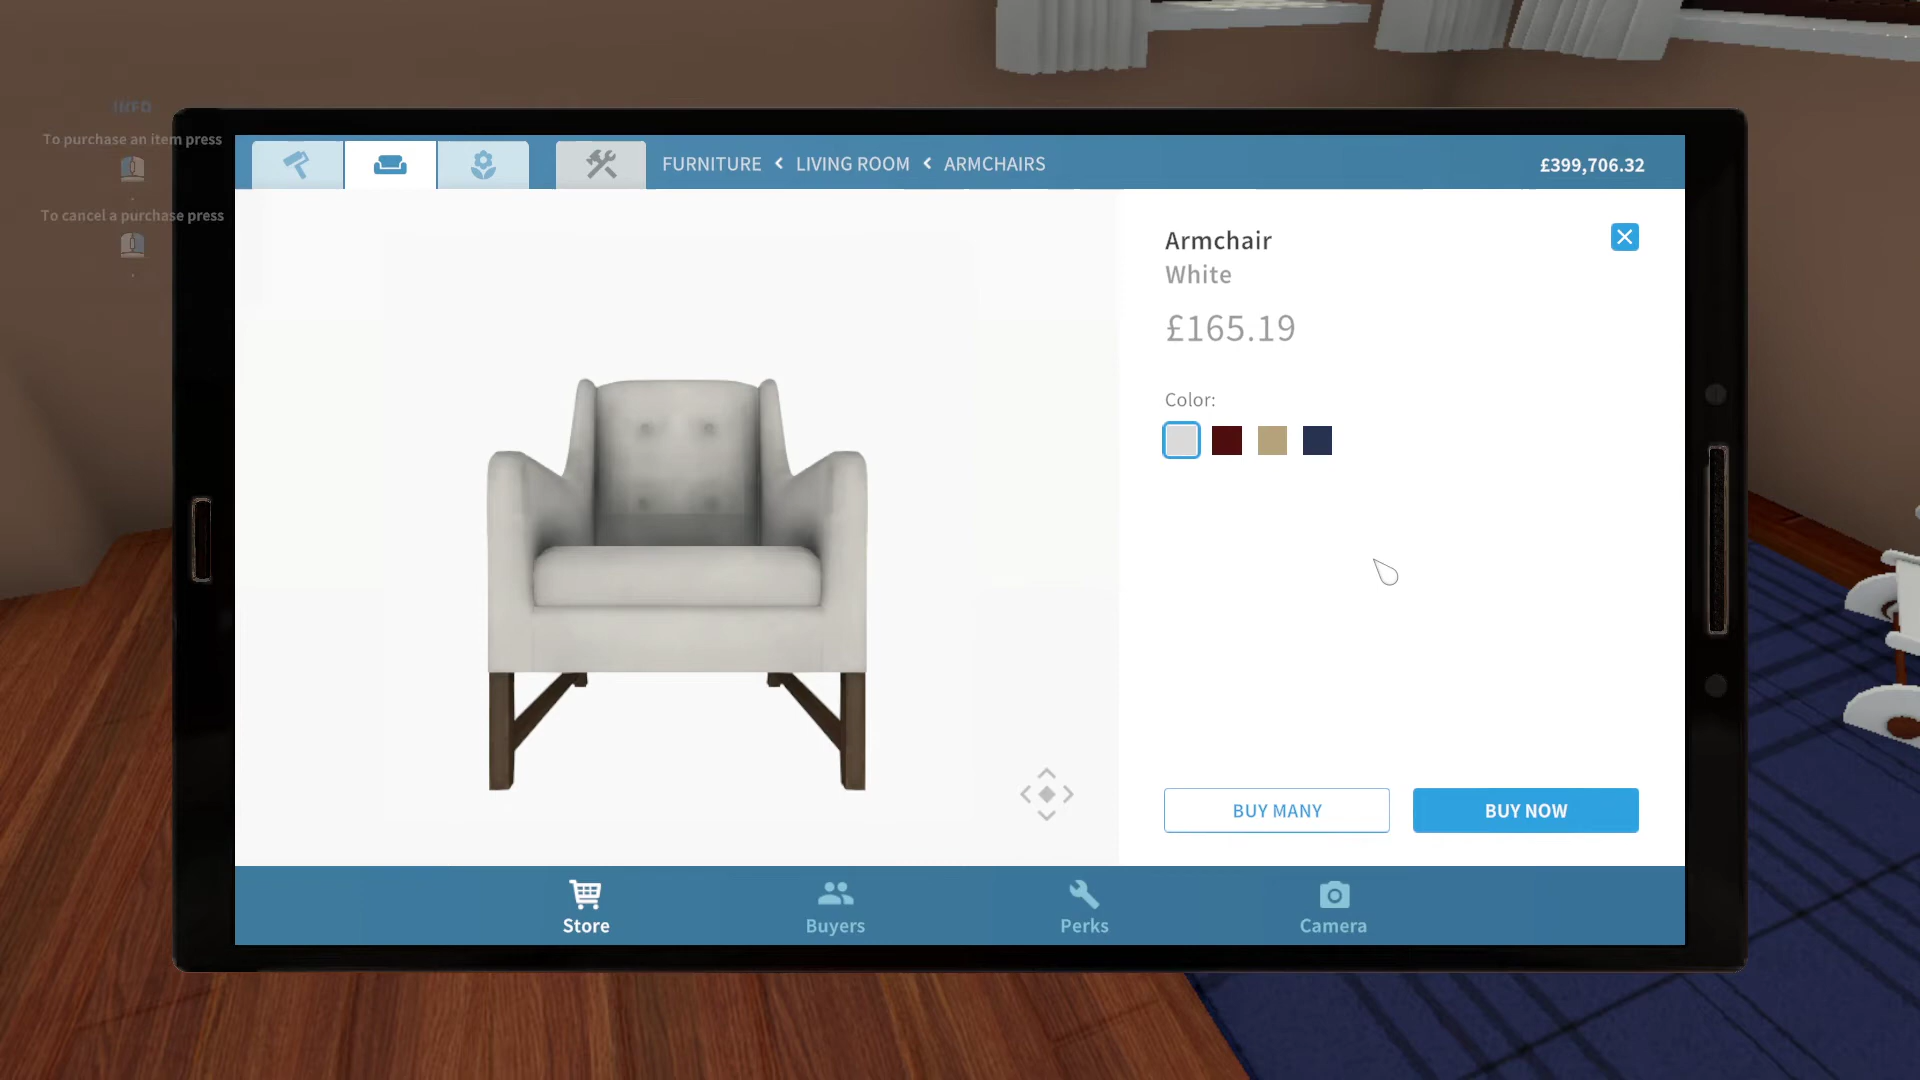 INFO
To purchase an item press
.
To cancel a purchase press
.
FURNITURE < LIVING ROOM < ARMCHAIRS
£399,706.32
Armchair
White
£165.19
Color:
BUY MANY
BUY NOW
Store
Buyers
Perks
Camera